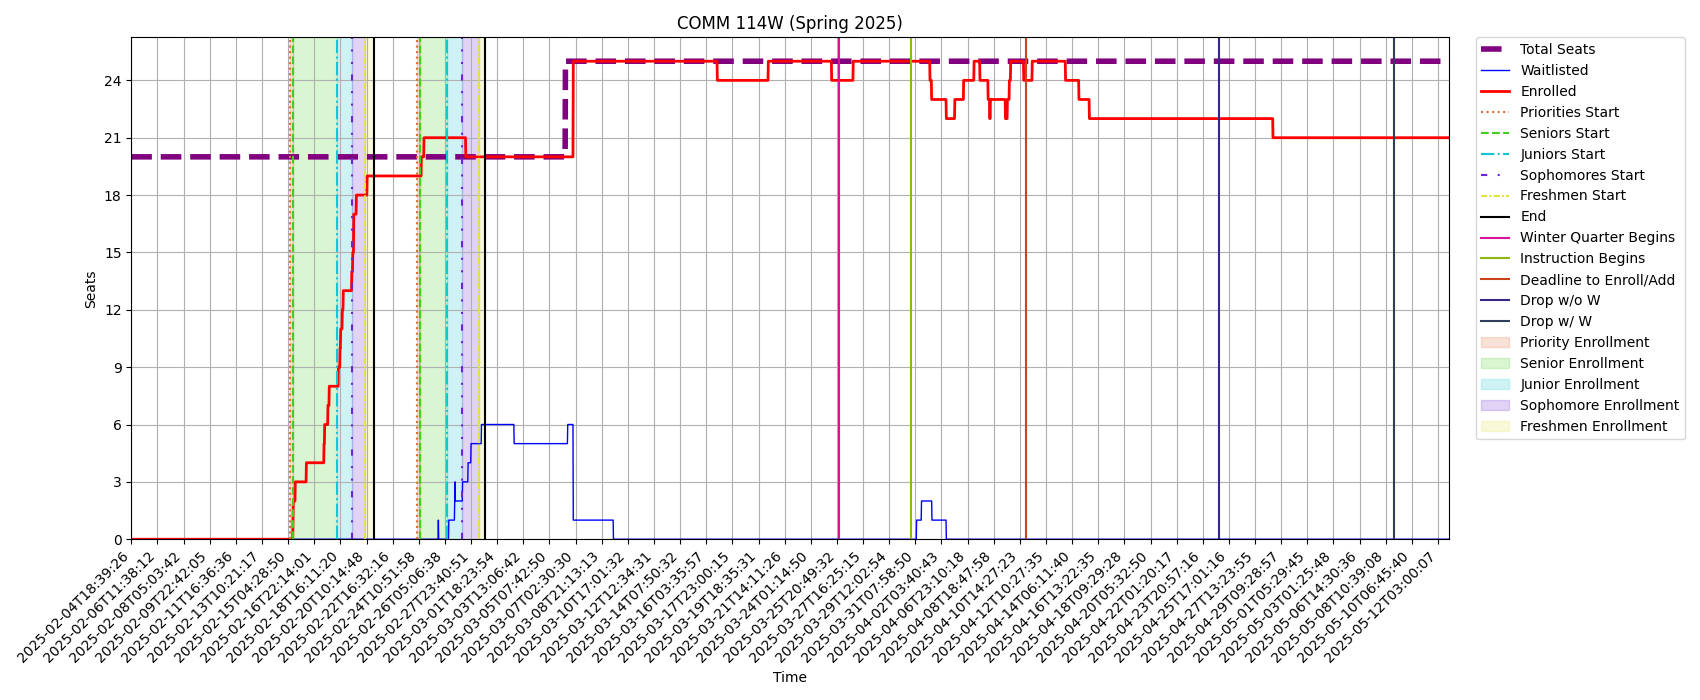 COMM 114W (Spring 2025)
Seats
24
21
18
15
12
9
6
3
0
2025-02-04T18:39:26
2025-02-06T11:38:12
2025-02-08T05:03:42
2025-02-09T22:42:05
2025-02-11T16:36:36
2025-02-13T10:21:17
2025-02-15T04:28:50
2025-02-16T22:14:01
2025-02-18T16:11:20
2025-02-20T10:14:48
2025-02-22T16:32:16
2025-02-24T10:51:58
2025-02-26T05:06:38
2025-02-27T23:40:51
2025-03-01T18:23:54
2025-03-03T13:06:42
2025-03-05T07:42:50
2025-03-07T02:30:30
2025-03-08T21:13:13
2025-03-10T17:01:32
2025-03-12T12:34:31
2025-03-14T07:50:32
2025-03-16T03:35:57
2025-03-17T23:00:15
2025-03-19T18:35:31
2025-03-21T14:11:26
2025-03-24T01:14:50
2025-03-25T20:49:32
2025-03-27T16:25:15
2025-03-29T12:02:54
2025-03-31T07:58:50
2025-04-02T03:40:43
2025-04-06T23:10:18
2025-04-08T18:47:58
2025-04-10T14:27:23
2025-04-12T10:27:35
2025-04-14T06:11:40
2025-04-16T13:22:35
2025-04-18T09:29:28
2025-04-20T05:32:50
2025-04-22T01:20:17
2025-04-23T20:57:16
2025-04-25T17:01:16
2025-04-27T13:23:55
2025-04-29T09:28:57
2025-05-01T05:29:45
2025-05-03T01:25:48
2025-05-06T14:30:36
2025-05-08T10:39:08
2025-05-10T06:45:40
2025-05-12T03:00:07
Time
Total Seats
Waitlisted
Enrolled
Priorities Start
Seniors Start
Juniors Start
Sophomores Start
Freshmen Start
End
Winter Quarter Begins
Instruction Begins
Deadline to Enroll/Add
Drop w/o W
Drop w/ W
Priority Enrollment
Senior Enrollment
Junior Enrollment
Sophomore Enrollment
Freshmen Enrollment